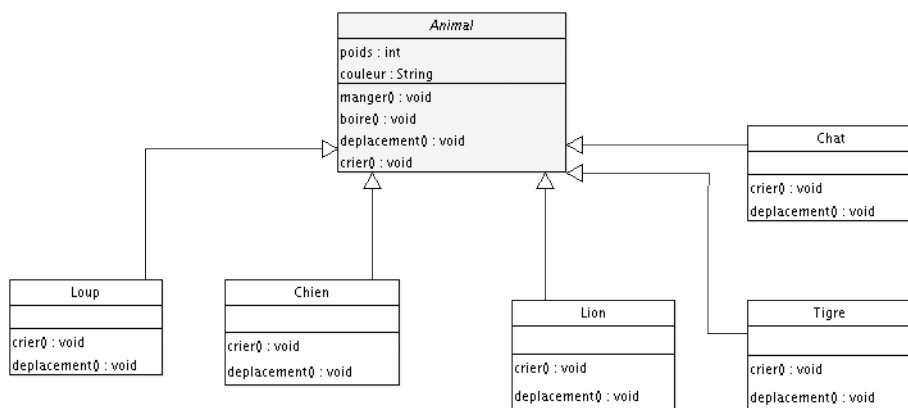 Animal
poids : int
couleur : String
manger() : void
boire() : void
deplacement() : void
crier() : void
Chat
crier() : void
deplacement() : void
Loup
crier() : void
deplacement() : void
Chien
crier() : void
deplacement() : void
Lion
crier() : void
deplacement() : void
Tigre
crier() : void
deplacement() : void